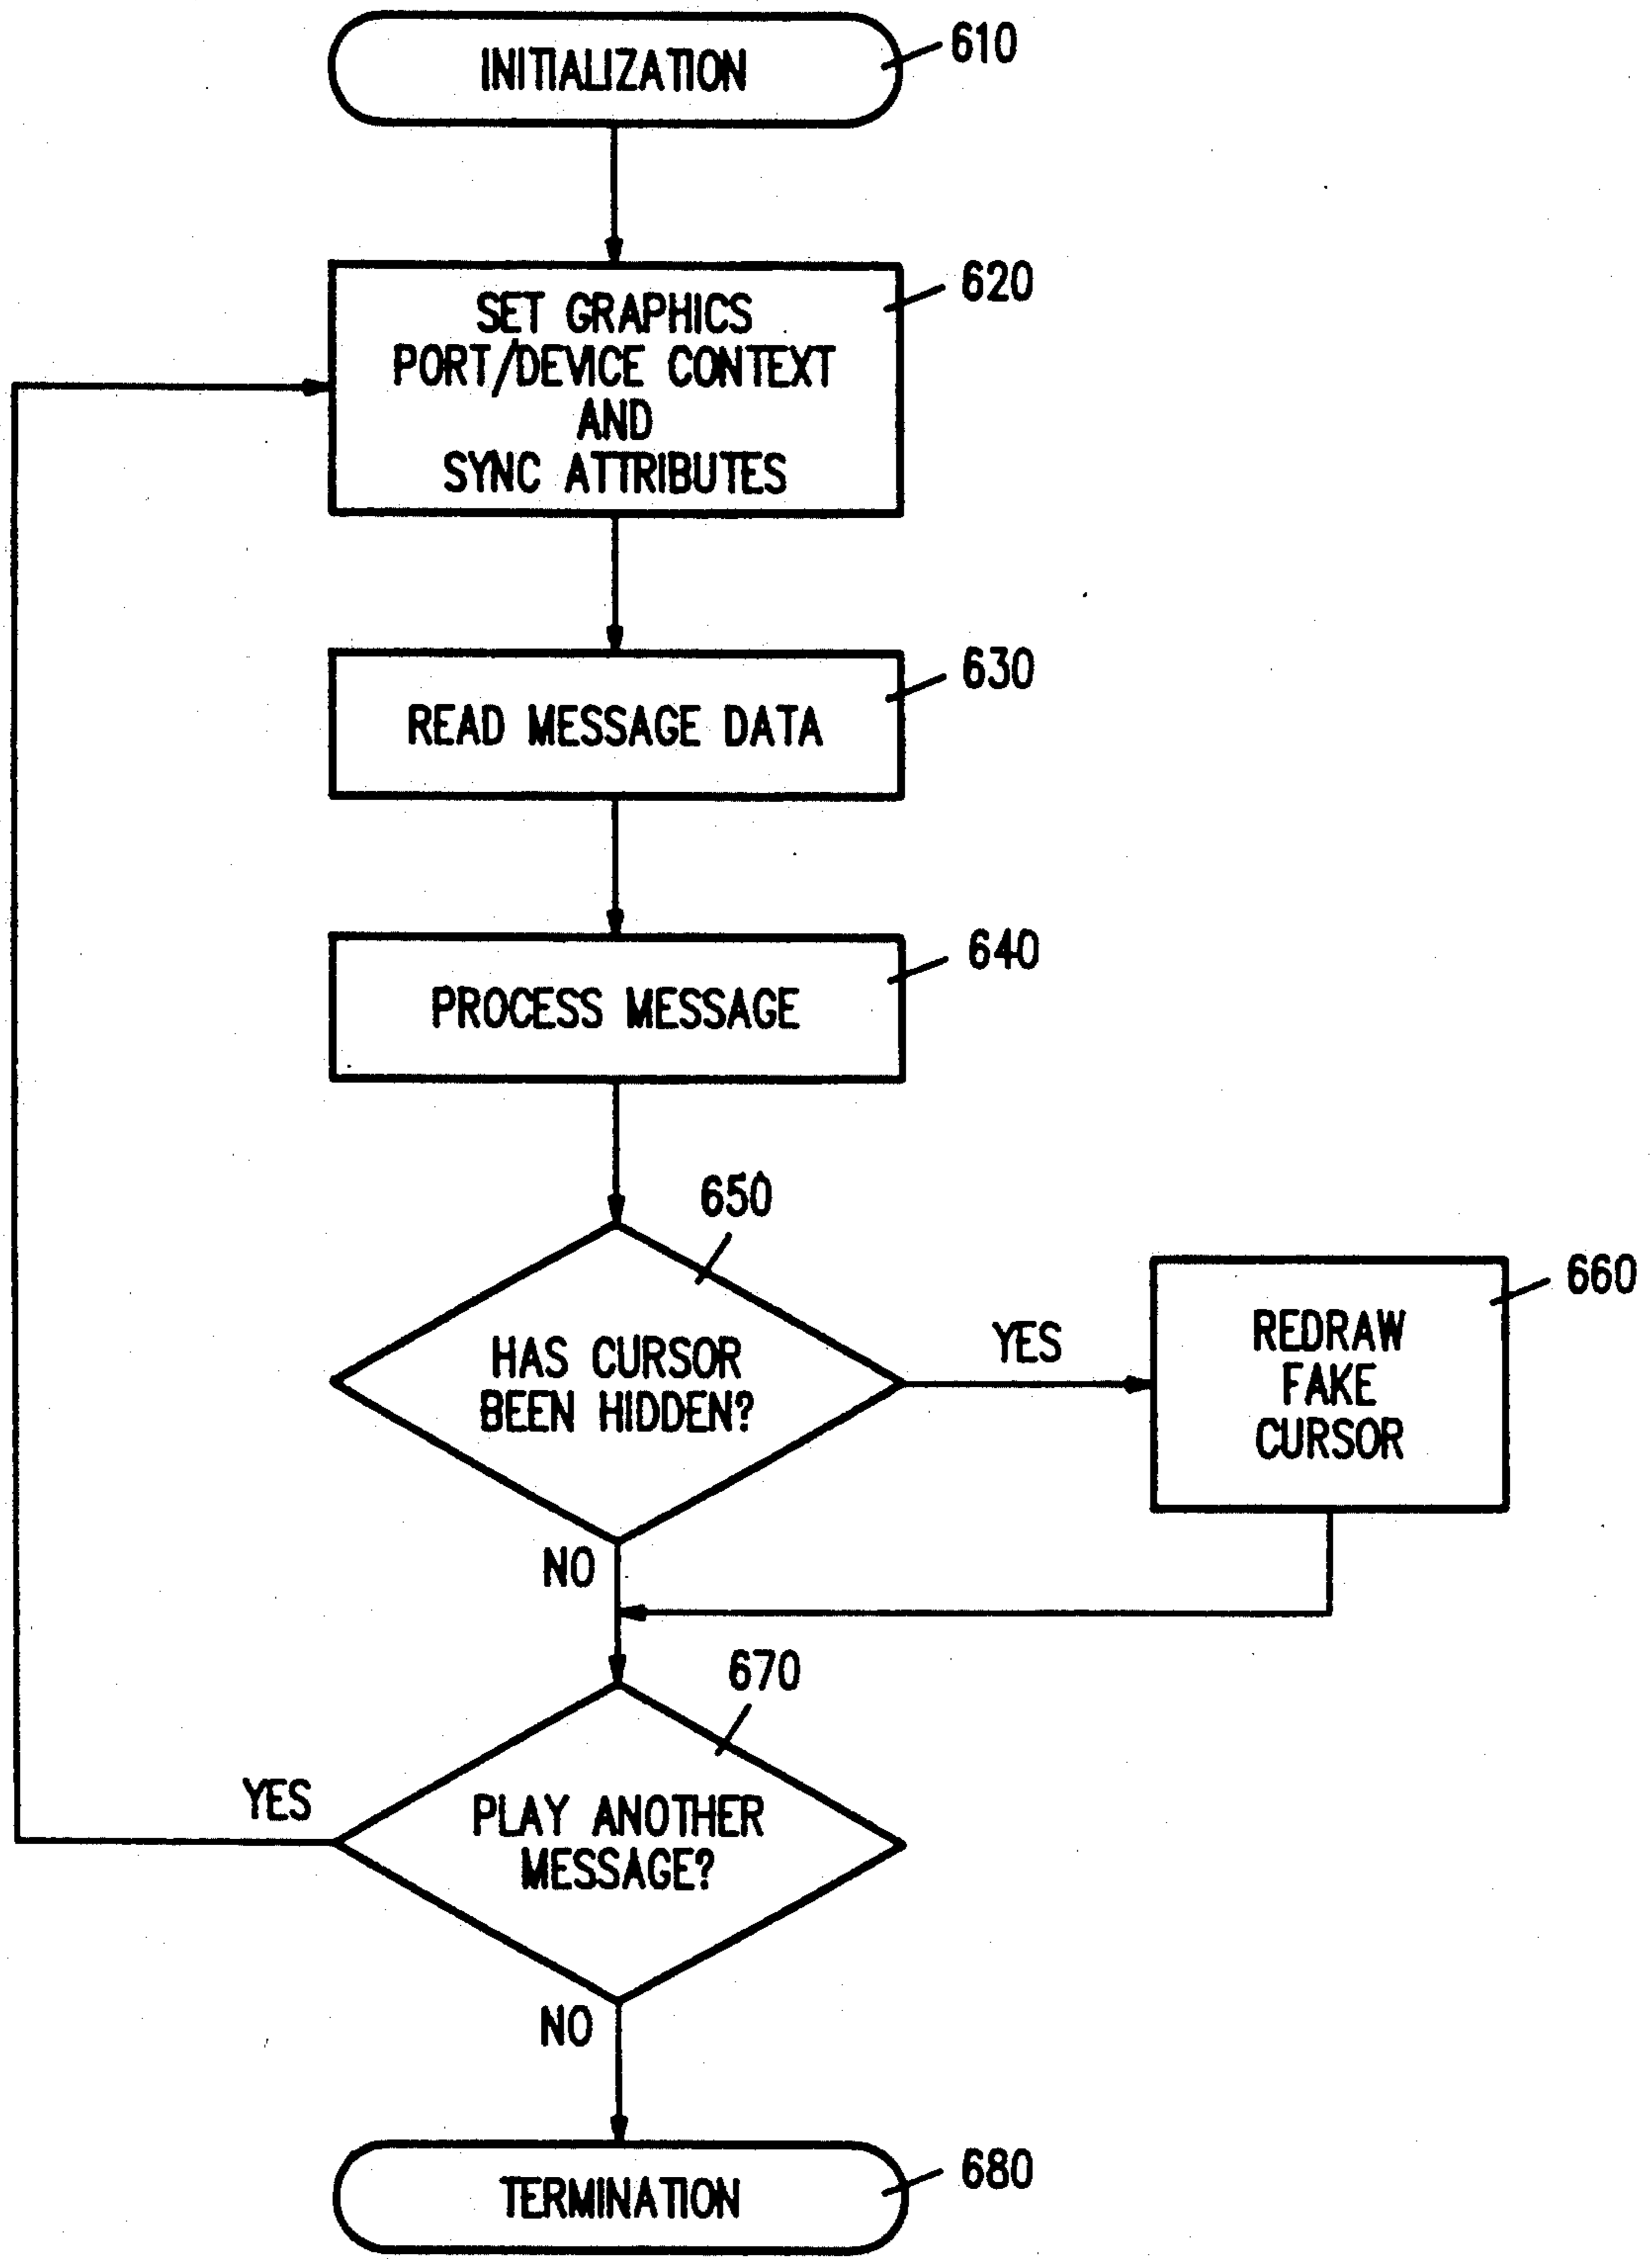 INITIALIZATION
610
SET GRAPHICS
PORT/DEVICE CONTEXT
AND
SYNC ATTRIBUTES
620
READ MESSAGE DATA
630
PROCESS MESSAGE
640
650
HAS CURSOR
BEEN HIDDEN?
YES
REDRAW
FAKE
CURSOR
660
NO
670
PLAY ANOTHER
MESSAGE?
YES
NO
TERMINATION
680